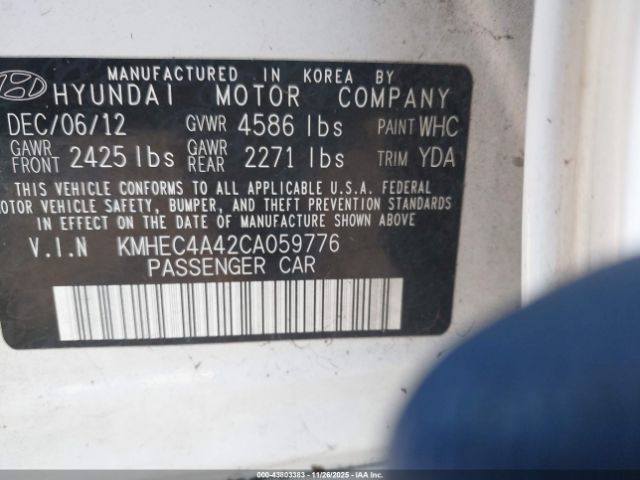 MANUFACTURED IN KOREA BY
HYUNDAI MOTOR COMPANY
DEC/06/12 GVWR 4586 lbs PAINT WHC
GAWR FRONT 2425 lbs GAWR REAR 2271 lbs TRIM YDA
THIS VEHICLE CONFORMS TO ALL APPLICABLE U.S.A. FEDERAL
MOTOR VEHICLE SAFETY, BUMPER, AND THEFT PREVENTION STANDARDS
IN EFFECT ON THE DATE OF MANUFACTURE SHOWN ABOVE.
V.I.N KMHEC4A42CA059776
PASSENGER CAR
000-43803383 - 11/26/2025 - IAAI.COM